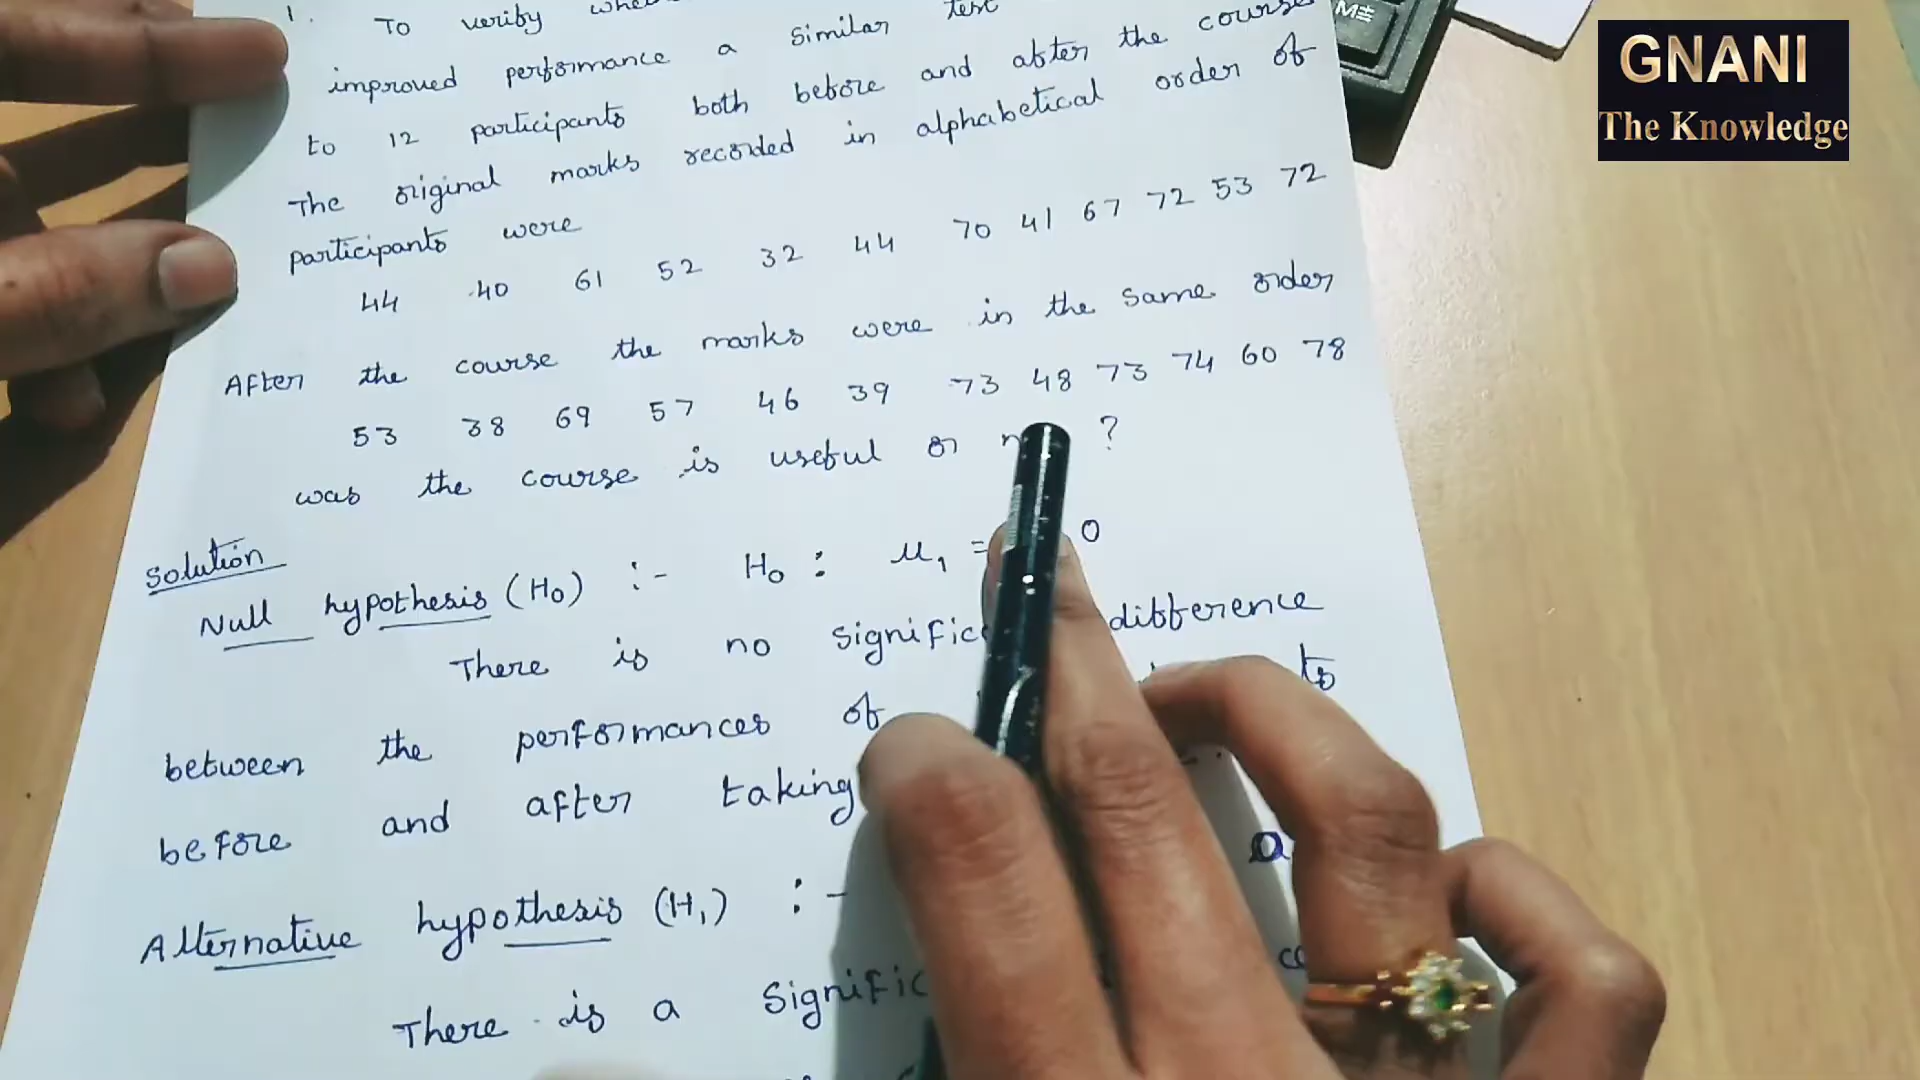 1. To verify
improved performance a similar test
to 12 participants both before and after the course
The original marks recorded in alphabetical order of
participants were
44 40 61 52 32 44 70 41 67 72 53 72
After the course the marks were in the same order
53 38 69 57 46 39 73 48 73 74 60 78
was the course is useful or ?
Solution
Null hypothesis (H0) :- H0 : μ1 = 0
There is no difference
between the performances of to
before and after taking
Alternative hypothesis (H1) :-
There is a
GNANI
The Knowledge